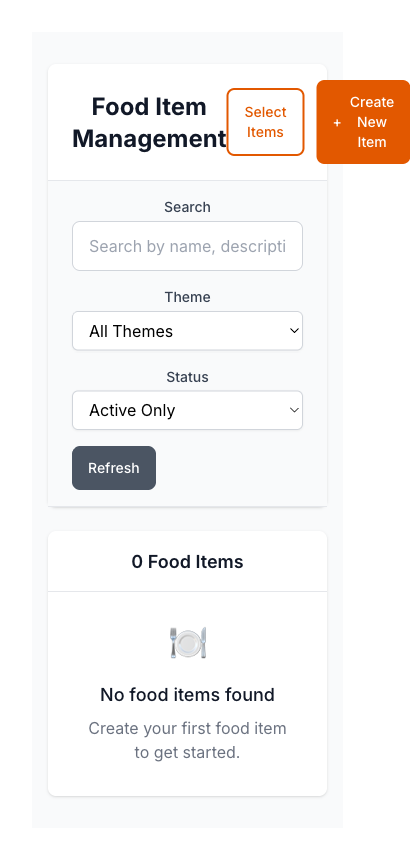 Food Item
Management
Select
Items
+ Create
New
Item
Search
Search by name, descripti
Theme
All Themes
Status
Active Only
Refresh
0 Food Items
No food items found
Create your first food item
to get started.